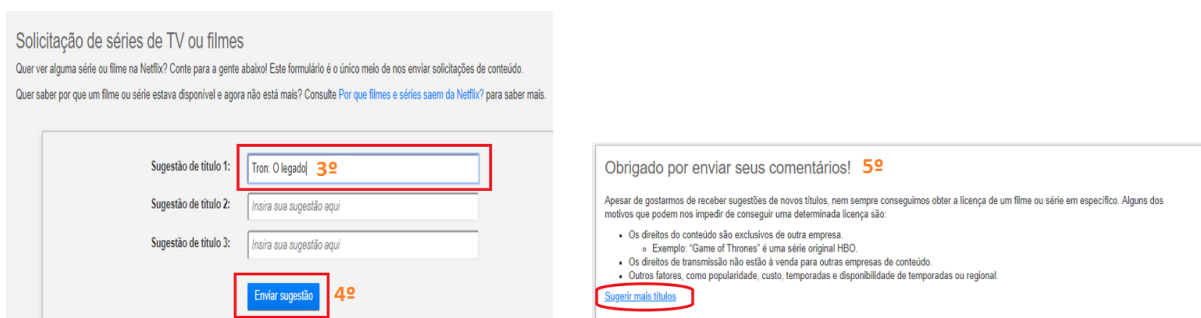 Solicitação de séries de TV ou filmes
Quer ver alguma série ou filme na Netflix? Conte para a gente abaixo! Este formulário é o único meio de nos enviar solicitações de conteúdo.
Quer saber por que um filme ou série estava disponível e agora não está mais? Consulte Por que filmes e séries saem da Netflix? para saber mais.
Sugestão de título 1: Tron: O legado 3º
Sugestão de título 2: Insira sua sugestão aqui
Sugestão de título 3: Insira sua sugestão aqui
Enviar sugestão 4º
Obrigado por enviar seus comentários! 5º
Apesar de gostarmos de receber sugestões de novos títulos, nem sempre conseguimos obter a licença de um filme ou série em específico. Alguns dos
motivos que podem nos impedir de conseguir uma determinada licença são:
• Os direitos do conteúdo são exclusivos de outra empresa.
o Exemplo: "Game of Thrones" é uma série original HBO.
• Os direitos de transmissão não estão à venda para outras empresas de conteúdo.
• Outros fatores, como popularidade, custo, temporadas e disponibilidade de temporadas ou regional.
Sugerir mais títulos